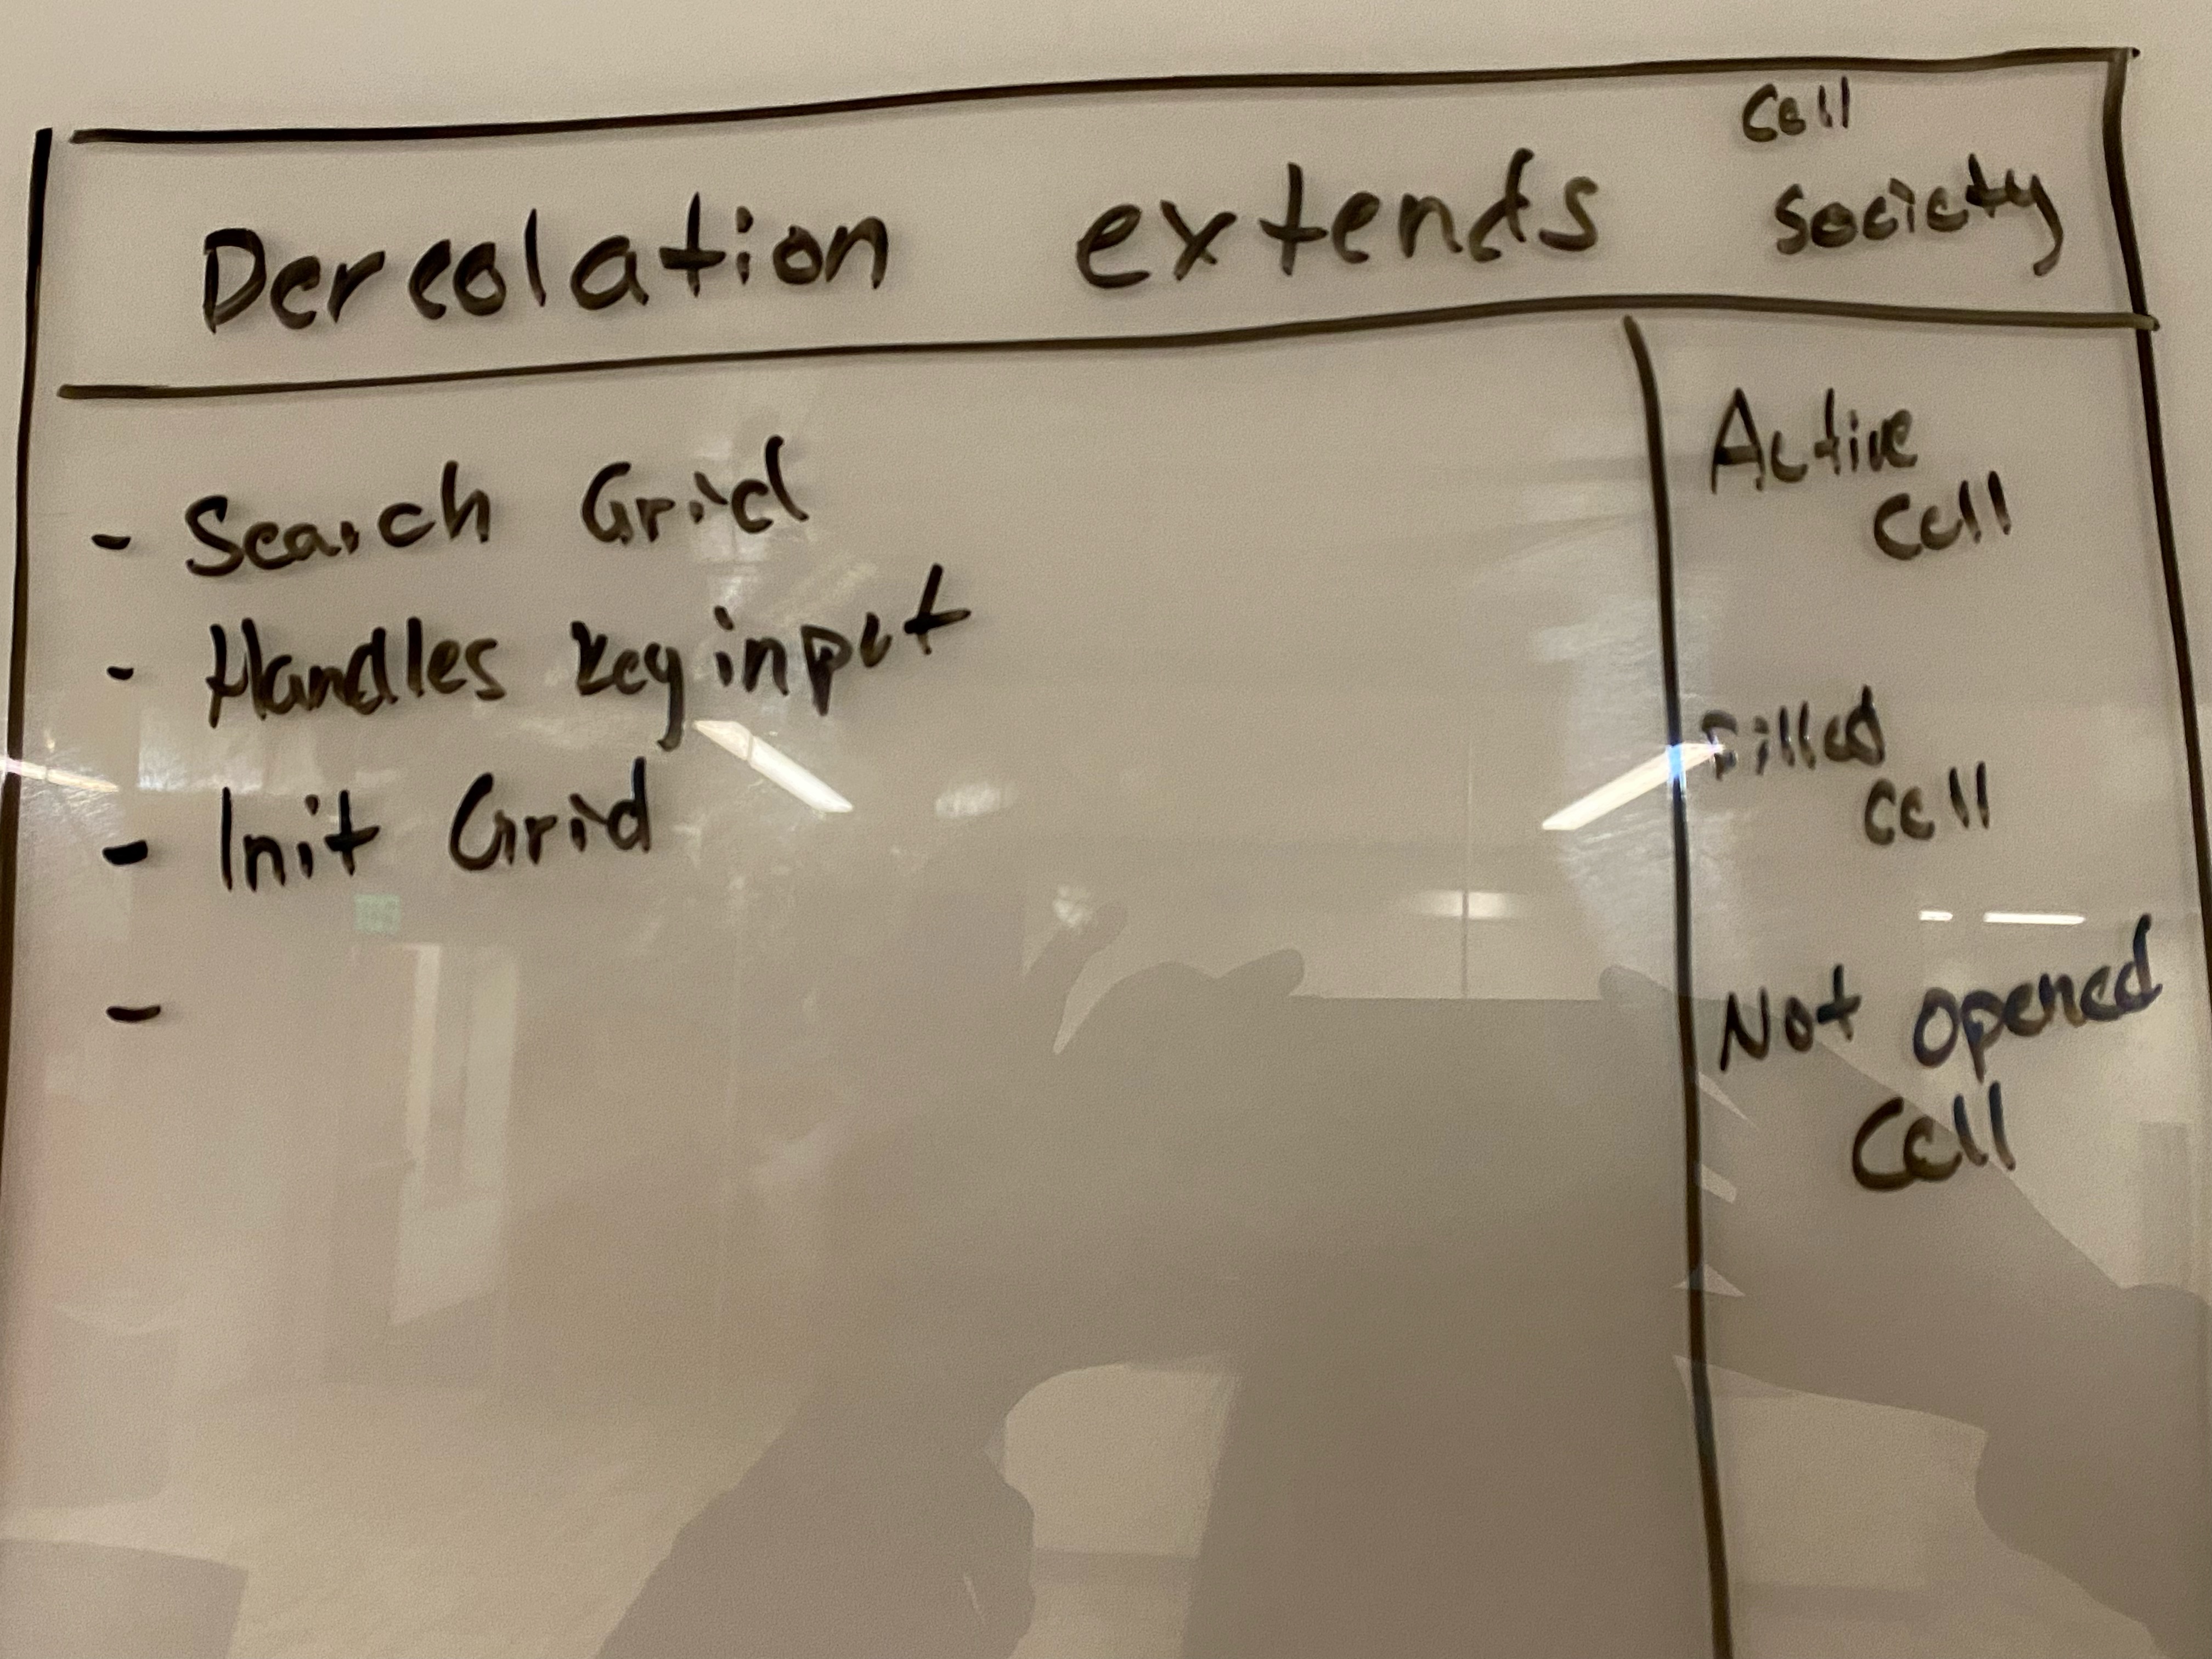 Percolation extends Cell
Society
- Search Grid
- Handles key input
- Init Grid
-
Active
Cell
Filled
Cell
Not opened
Cell